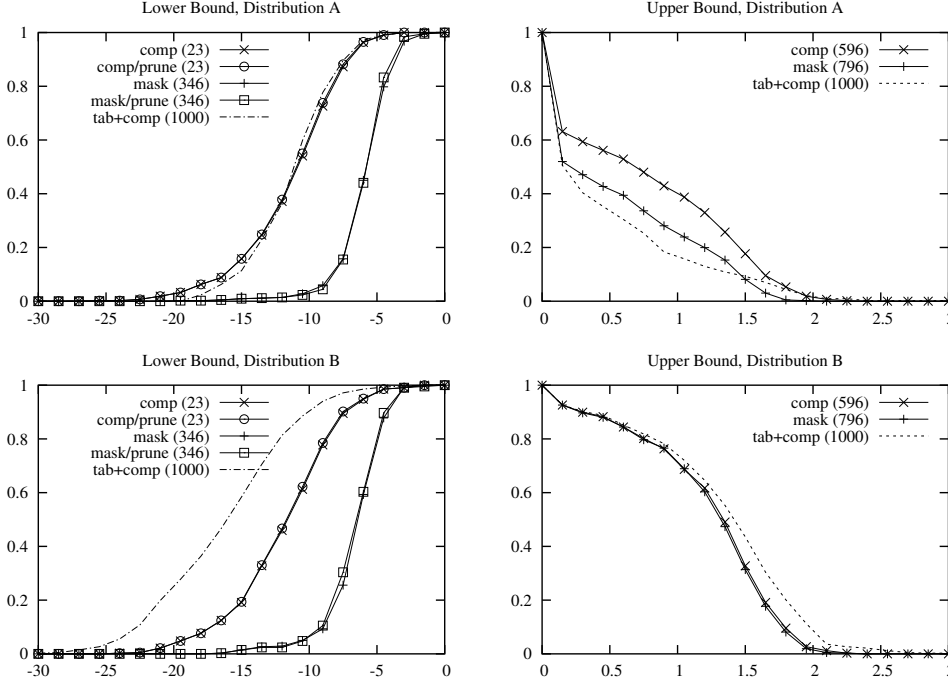 Lower Bound, Distribution A
1
0.8
0.6
0.4
0.2
0
comp (23)
comp/prune (23)
mask (346)
mask/prune (346)
tab+comp (1000)
-30 -25 -20 -15 -10 -5 0
Upper Bound, Distribution A
1
0.8
0.6
0.4
0.2
0
comp (596)
mask (796)
tab+comp (1000)
0 0.5 1 1.5 2 2.5 3
Lower Bound, Distribution B
1
0.8
0.6
0.4
0.2
0
comp (23)
comp/prune (23)
mask (346)
mask/prune (346)
tab+comp (1000)
-30 -25 -20 -15 -10 -5 0
Upper Bound, Distribution B
1
0.8
0.6
0.4
0.2
0
comp (596)
mask (796)
tab+comp (1000)
0 0.5 1 1.5 2 2.5